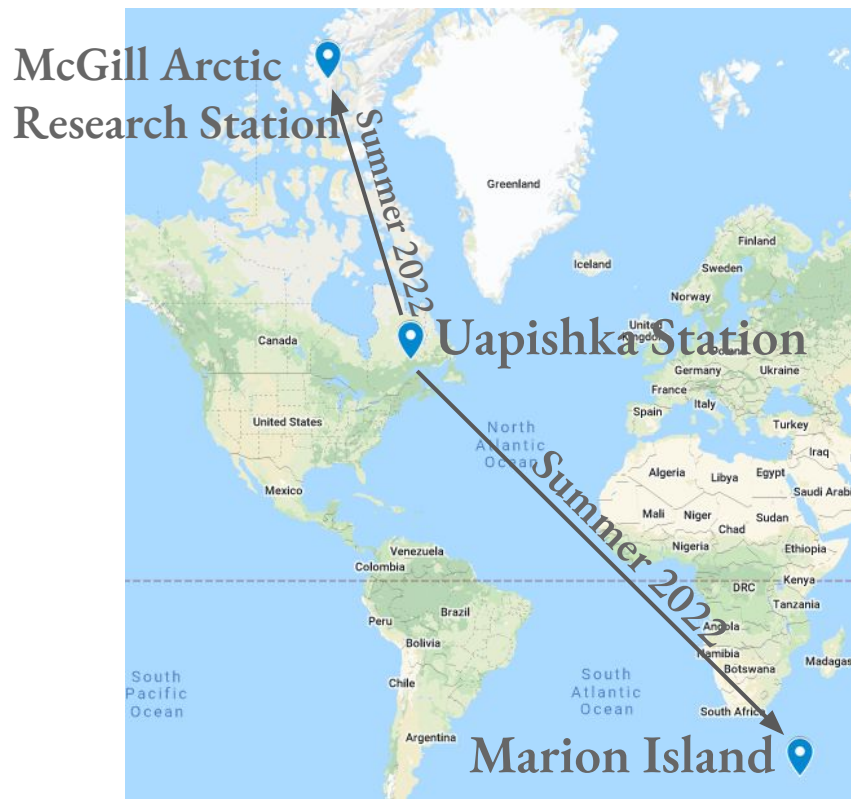 McGill Arctic
Research Station
Summer 2022
Greenland
Finland
Iceland
Sweden
Norway
Uapishka Station
United
Kingdom
Poland
Canada
Germany
Ukraine
France
Italy
Spain
Turkey
United States
North
Atlantic
Ocean
Iraq
Algeria
Libya
Egypt
Saudi Arabi
Mexico
Summer 2022
Mali
Niger
Sudan
Chad
Venezuela
Nigeria
Ethiopia
Colombia
Kenya
DRC
Tanzania
Brazil
Peru
Angola
Bolivia
Namibia
Botswana
Madagas
South
Pacific
Ocean
Chile
South
Atlantic
Ocean
South Africa
Argentina
Marion Island